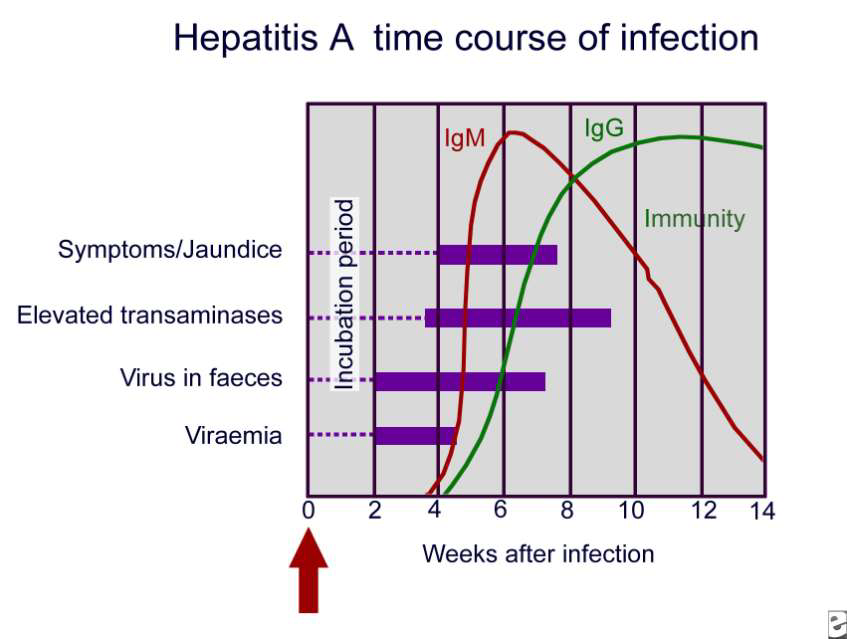 Hepatitis A time course of infection
IgM
IgG
Immunity
Incubation period
Symptoms/Jaundice
Elevated transaminases
Virus in faeces
Viraemia
0 2 4 6 8 10 12 14
Weeks after infection
e